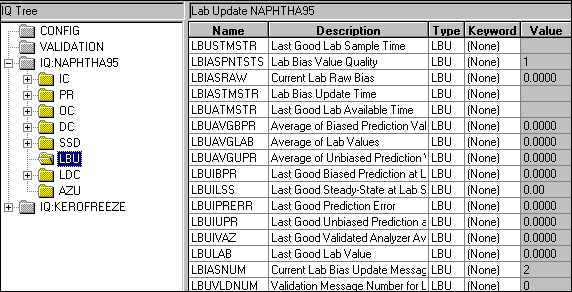 IQ Tree
CONFIG
VALIDATION
IQ:NAPHTHA95
IC
PR
OC
DC
SSD
LBU
LDC
AZU
IQ:KEROFREEZE
Lab Update NAPHTHA95
Name Description Type Keyword Value
LBUSTMSTR Last Good Lab Sample Time LBU (None)
LBIASPNTSTS Lab Bias Value Quality LBU (None) 1
LBIASRAW Current Lab Raw Bias LBU (None) 0.0000
LBIASTMSTR Lab Bias Update Time LBU (None)
LBUATMSTR Last Good Lab Available Time LBU (None)
LBUAVGBPR Average of Biased Prediction Val LBU (None) 0.0000
LBUAVGLAB Average of Lab Values LBU (None) 0.0000
LBUAVGUPR Average of Unbiased Prediction V LBU (None) 0.0000
LBUIBPR Last Good Biased Prediction at L LBU (None) 0.0000
LBUILSS Last Good Steady-State at Lab S LBU (None) 0.00
LBUIPRERR Last Good Prediction Error LBU (None) 0.0000
LBUIUPR Last Good Unbiased Prediction a LBU (None) 0.0000
LBUIVAZ Last Good Validated Analyzer Av LBU (None) 0.0000
LBULAB Last Good Lab Value LBU (None) 0.0000
LBIASNUM Current Lab Bias Update Messag LBU (None) 2
LBUVLDNUM Validation Message Number for L LBU (None) 0